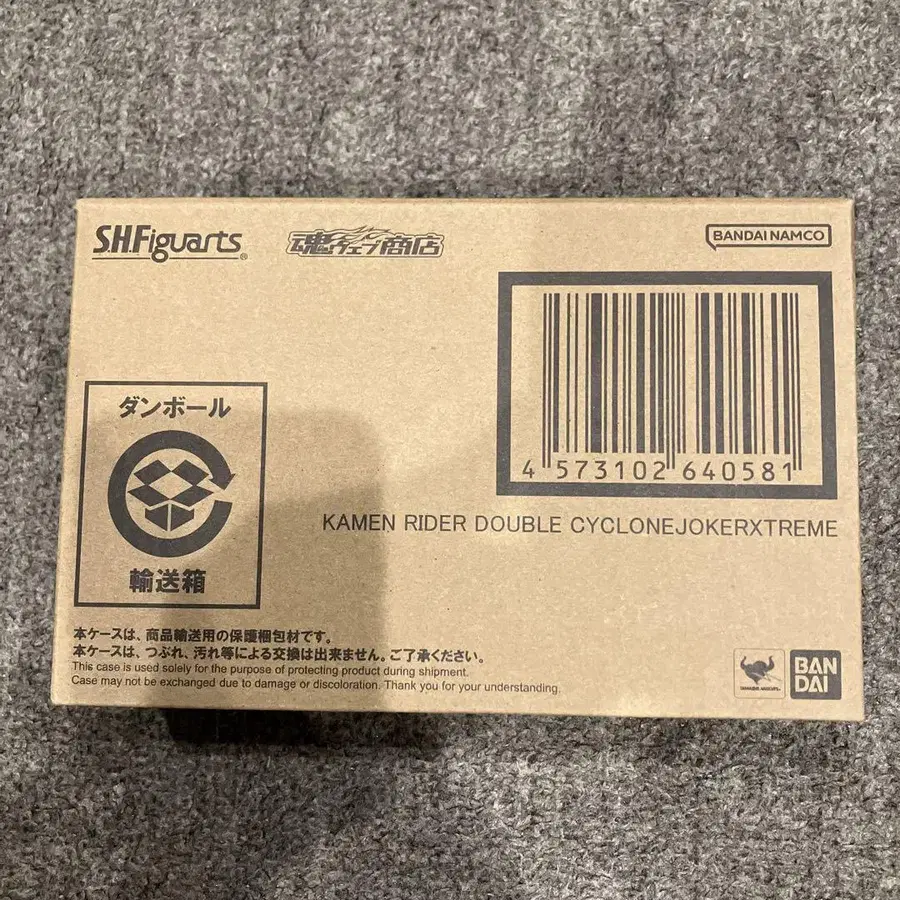 S.H.Figuarts®
魂ウェブ商店
BANDAI NAMCO
4 573102 640581
KAMEN RIDER DOUBLE CYCLONEJOKERXTREME
ダンボール
輸送箱
本ケースは、商品輸送用の保護梱包材です。
本ケースは、つぶれ、汚れ等による交換は出来ません。ご了承ください。
This case is used solely for the purpose of protecting product during shipment.
Case may not be exchanged due to damage or discoloration. Thank you for your understanding.
BAN
DAI